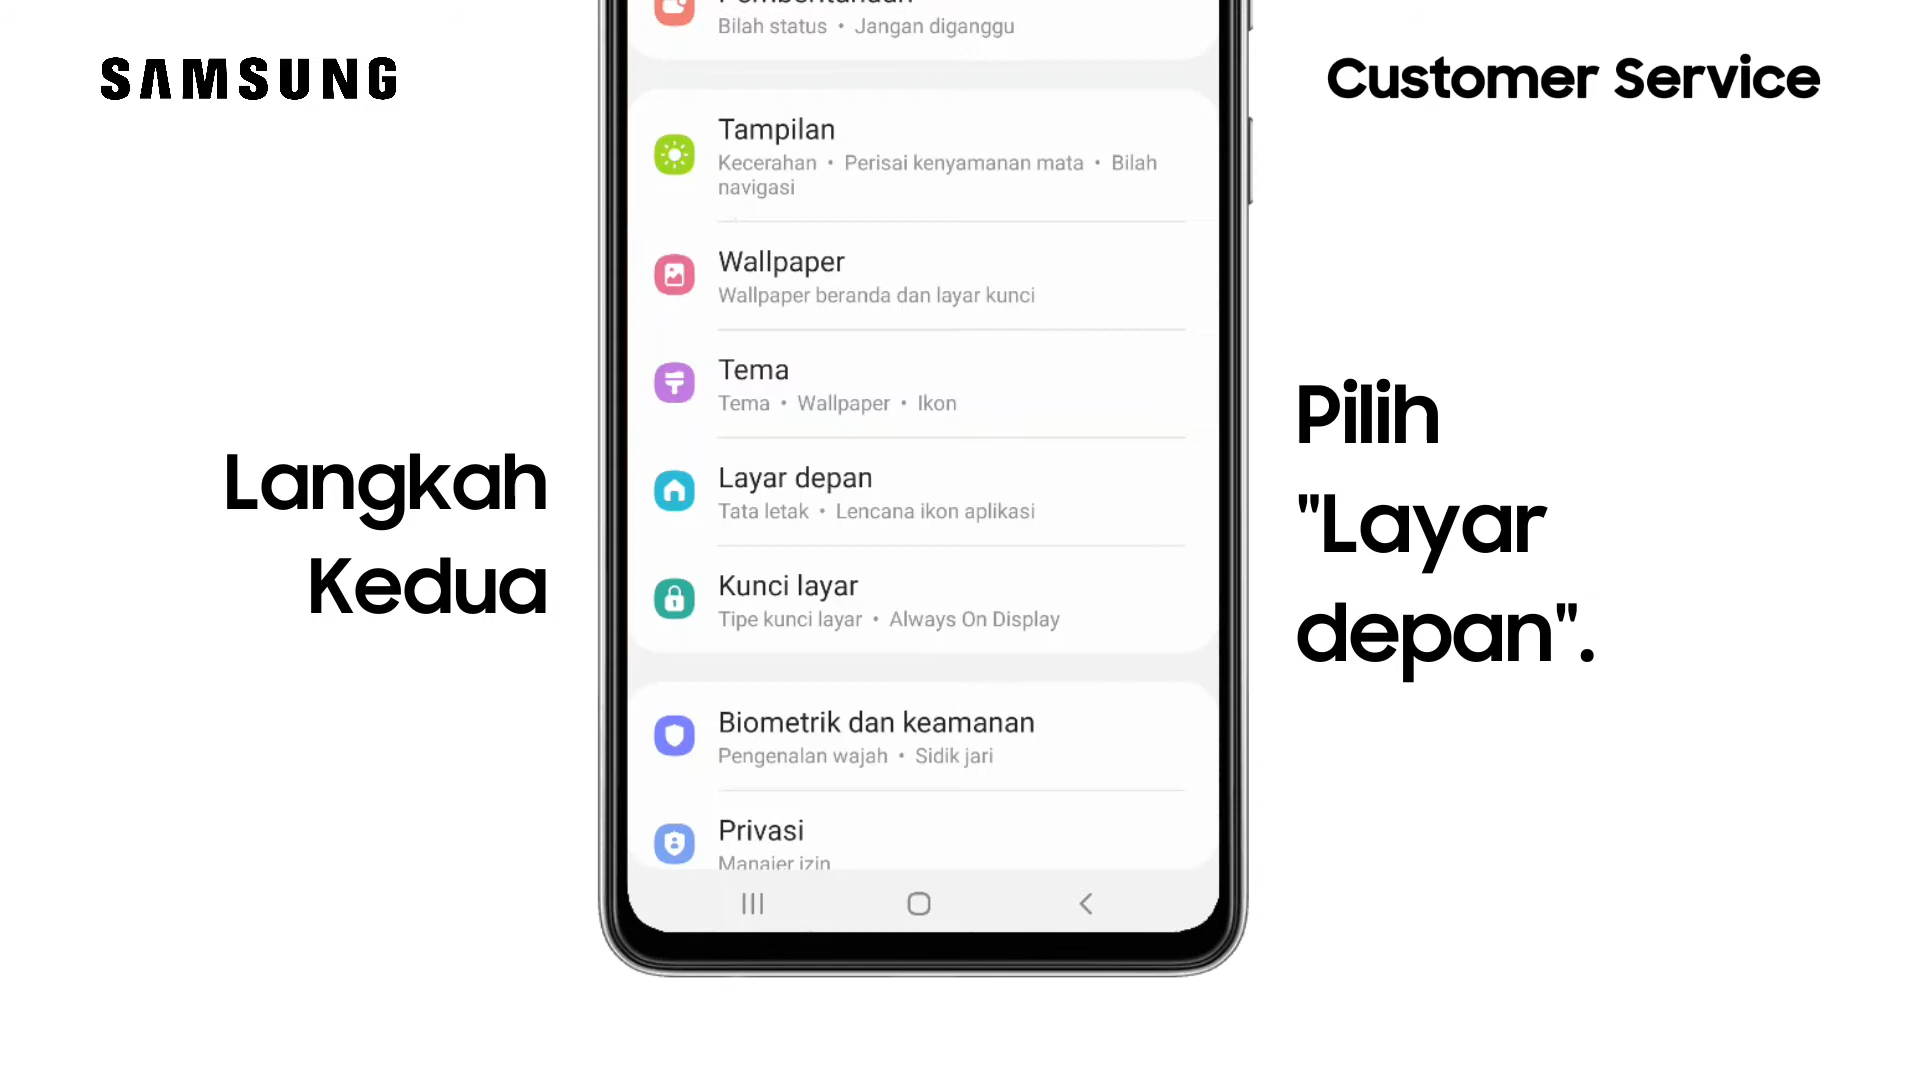 SAMSUNG
Customer Service
Langkah
Kedua
Bilah status • Jangan diganggu
Tampilan
Kecerahan • Perisai kenyamanan mata • Bilah
navigasi
Wallpaper
Wallpaper beranda dan layar kunci
Tema
Tema • Wallpaper • Ikon
Layar depan
Tata letak • Lencana ikon aplikasi
Kunci layar
Tipe kunci layar • Always On Display
Biometrik dan keamanan
Pengenalan wajah • Sidik jari
Privasi
Manajer izin
Pilih
"Layar
depan".